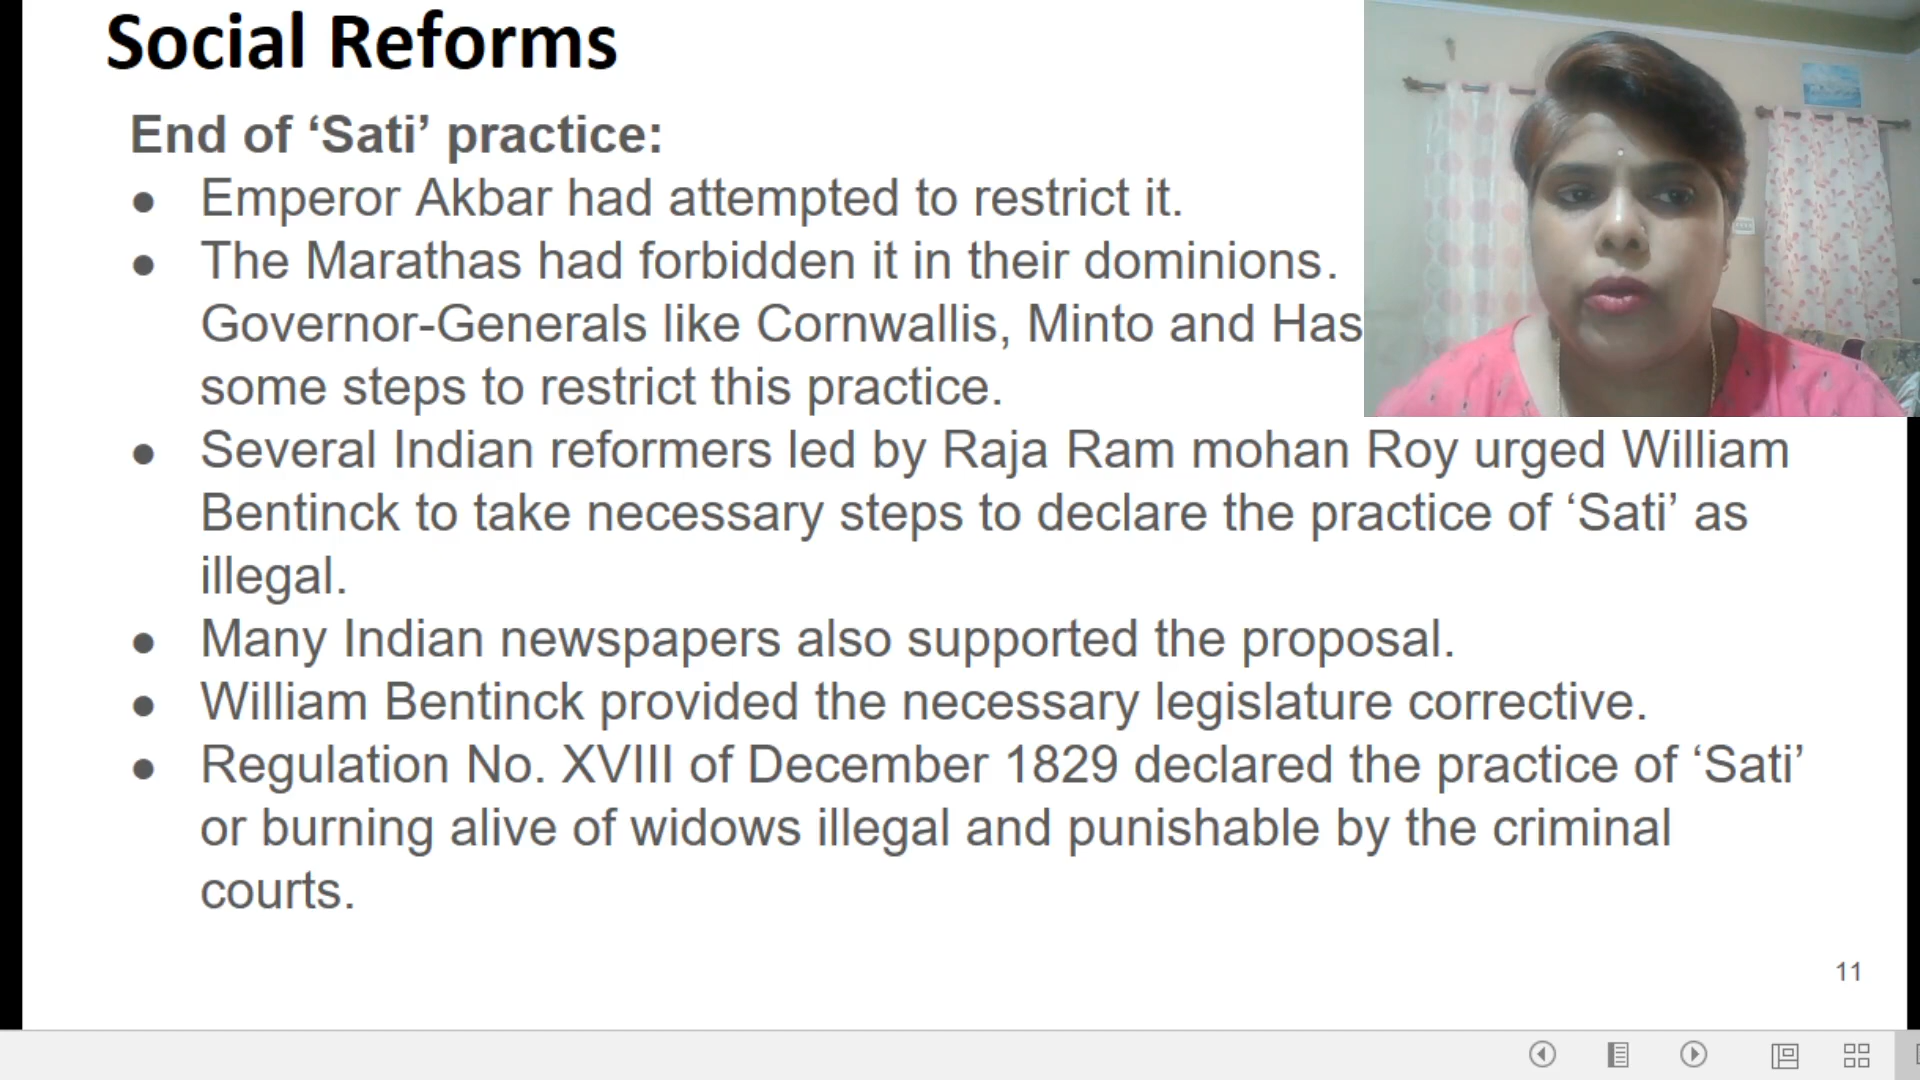 Social Reforms
End of ‘Sati’ practice:
● Emperor Akbar had attempted to restrict it.
● The Marathas had forbidden it in their dominions.
Governor-Generals like Cornwallis, Minto and Has
some steps to restrict this practice.
● Several Indian reformers led by Raja Ram mohan Roy urged William
Bentinck to take necessary steps to declare the practice of ‘Sati’ as
illegal.
● Many Indian newspapers also supported the proposal.
● William Bentinck provided the necessary legislature corrective.
● Regulation No. XVIII of December 1829 declared the practice of ‘Sati’
or burning alive of widows illegal and punishable by the criminal
courts.
11